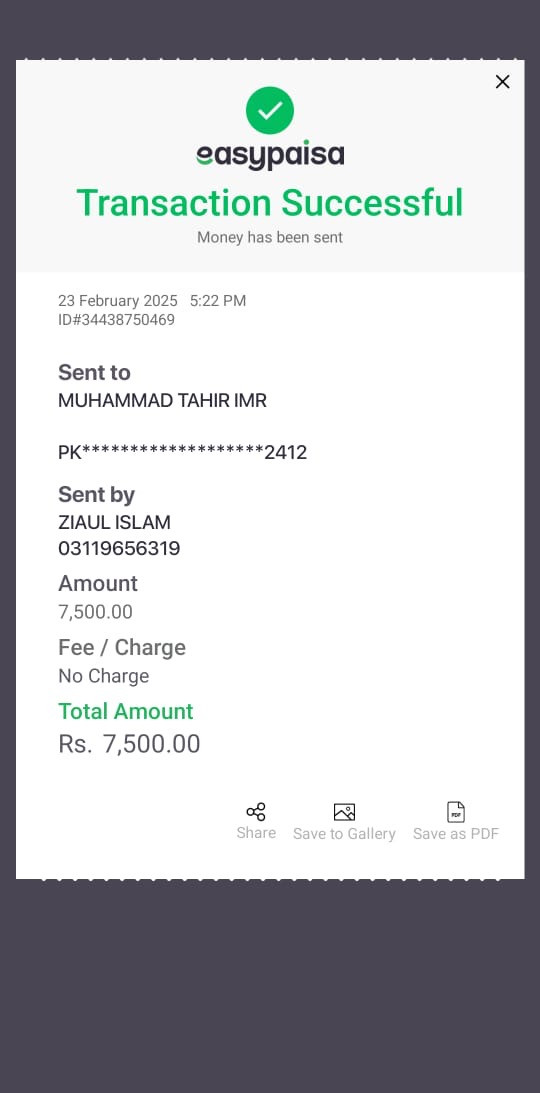 easypaisa
Transaction Successful
Money has been sent
23 February 2025 5:22 PM
ID#34438750469
Sent to
MUHAMMAD TAHIR IMR
PK*******************2412
Sent by
ZIAUL ISLAM
03119656319
Amount
7,500.00
Fee / Charge
No Charge
Total Amount
Rs. 7,500.00
PDF
Share Save to Gallery Save as PDF